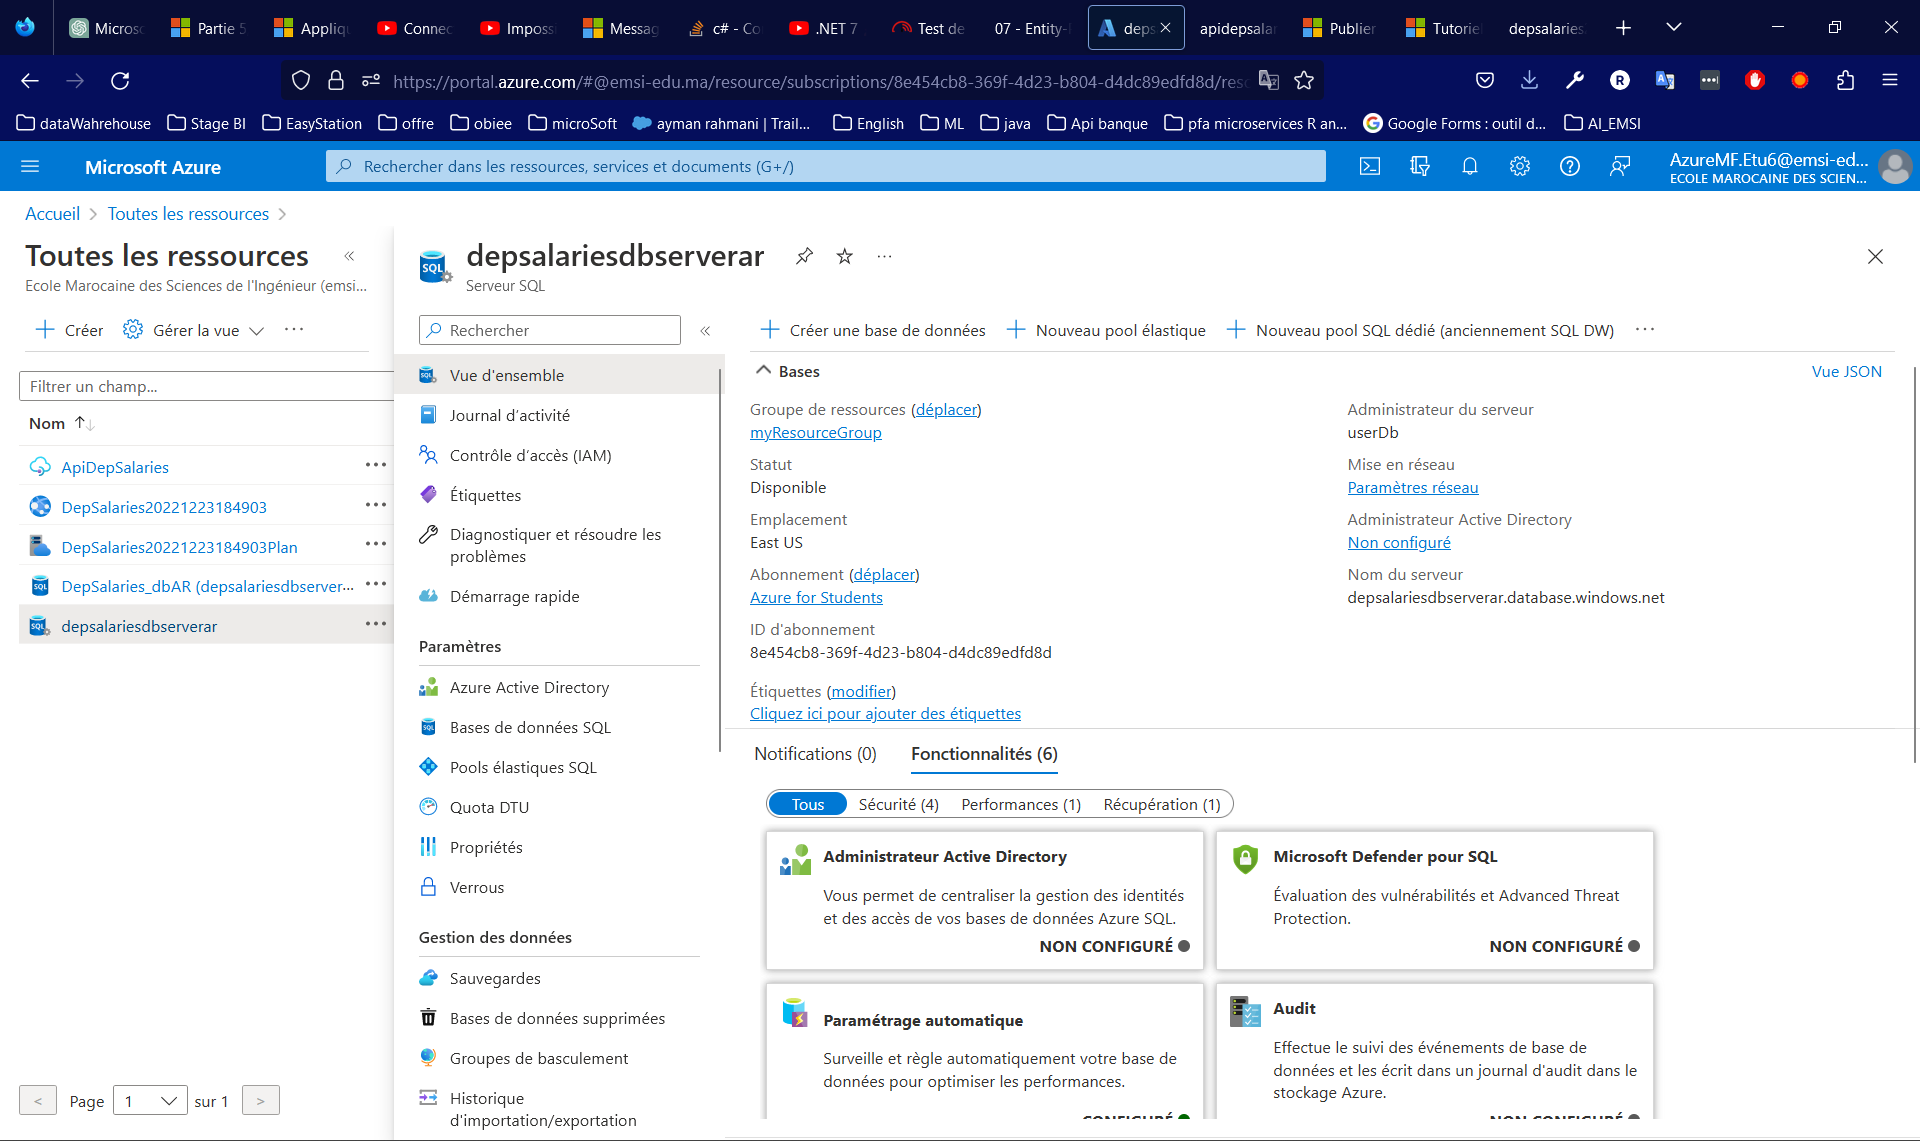 Microsc
Partie 5
Appliqu
Connec
Impossi
Messag
c# - Co
.NET 7
Test de
07 - Entity-F
deps
apidepsalar
Publier
Tutorie
depsalaries.
https://portal.azure.com/#@emsi-edu.ma/resource/subscriptions/8e454cb8-369f-4d23-b804-d4dc89edfd8d/reso
dataWahrehouse
Stage BI
EasyStation
offre
obiee
microSoft
ayman rahmani | Trail...
English
ML
java
Api banque
pfa microservices R an...
Google Forms : outil d...
AI_EMSI
Microsoft Azure
Rechercher dans les ressources, services et documents (G+/)
AzureMF.Etu6@emsi-ed...
ECOLE MAROCAINE DES SCIEN...
Accueil
Toutes les ressources
Toutes les ressources
«
Ecole Marocaine des Sciences de l'Ingénieur (emsi...
Créer
Gérer la vue
···
Filtrer un champ...
Nom ↑↓
ApiDepSalaries
DepSalaries20221223184903
DepSalaries20221223184903Plan
DepSalaries_dbAR (depsalariesdbserver...
depsalariesdbserverar
< Page 1 sur 1 >
SQL
depsalariesdbserverar
Serveur SQL
Rechercher
«
Vue d'ensemble
Journal d’activité
Contrôle d’accès (IAM)
Étiquettes
Diagnostiquer et résoudre les
problèmes
Démarrage rapide
Paramètres
Azure Active Directory
Bases de données SQL
Pools élastiques SQL
Quota DTU
Propriétés
Verrous
Gestion des données
Sauvegardes
Bases de données supprimées
Groupes de basculement
Historique
d'importation/exportation
Créer une base de données
Nouveau pool élastique
Nouveau pool SQL dédié (anciennement SQL DW)
···
Bases
Vue JSON
Groupe de ressources (déplacer)
myResourceGroup
Statut
Disponible
Emplacement
East US
Abonnement (déplacer)
Azure for Students
ID d'abonnement
8e454cb8-369f-4d23-b804-d4dc89edfd8d
Étiquettes (modifier)
Cliquez ici pour ajouter des étiquettes
Administrateur du serveur
userDb
Mise en réseau
Paramètres réseau
Administrateur Active Directory
Non configuré
Nom du serveur
depsalariesdbserverar.database.windows.net
Notifications (0)
Fonctionnalités (6)
Tous
Sécurité (4)
Performances (1)
Récupération (1)
Administrateur Active Directory
Vous permet de centraliser la gestion des identités
et des accès de vos bases de données Azure SQL.
NON CONFIGURÉ
Microsoft Defender pour SQL
Évaluation des vulnérabilités et Advanced Threat
Protection.
NON CONFIGURÉ
Paramétrage automatique
Surveille et règle automatiquement votre base de
données pour optimiser les performances.
CONFIGURÉ
Audit
Effectue le suivi des événements de base de
données et les écrit dans un journal d'audit dans le
stockage Azure.
NON CONFIGURÉ